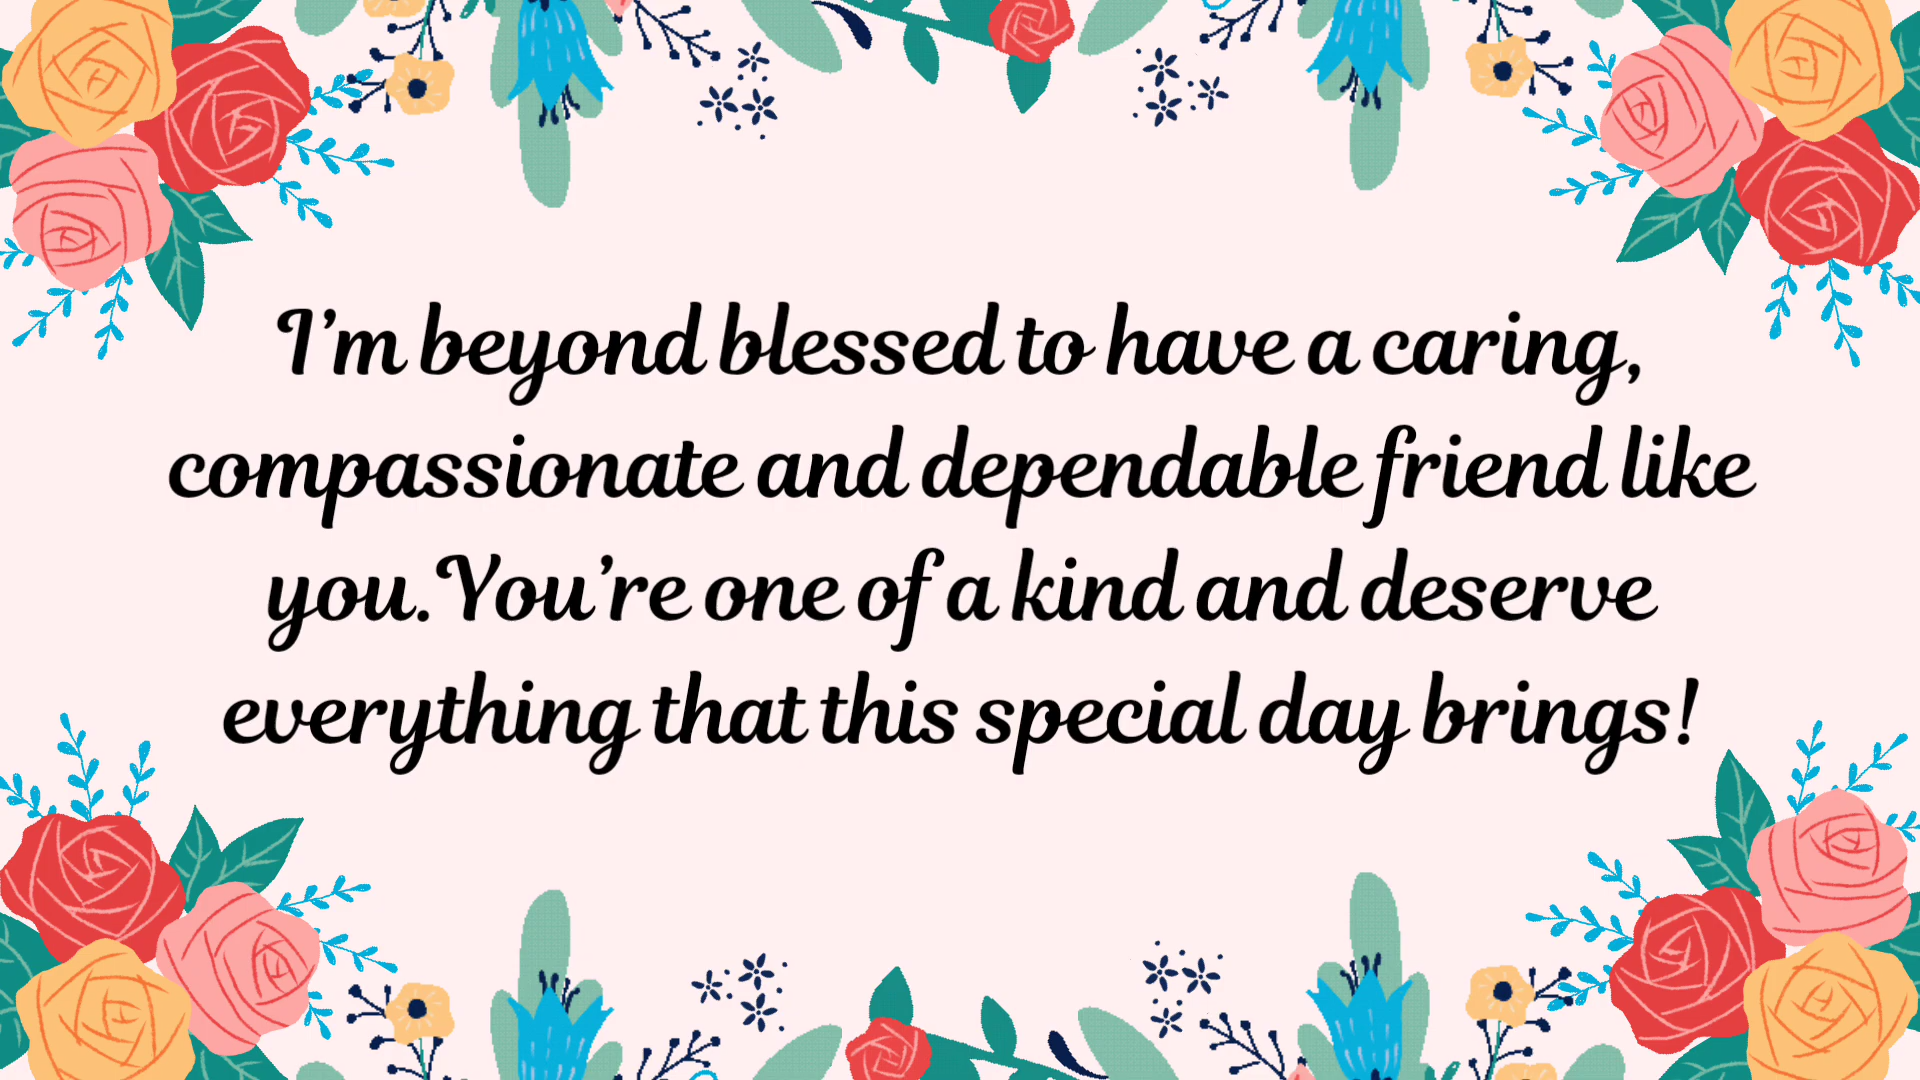 I’m beyond blessed to have a caring,
compassionate and dependable friend like
you.You’re one of a kind and deserve
everything that this special day brings!